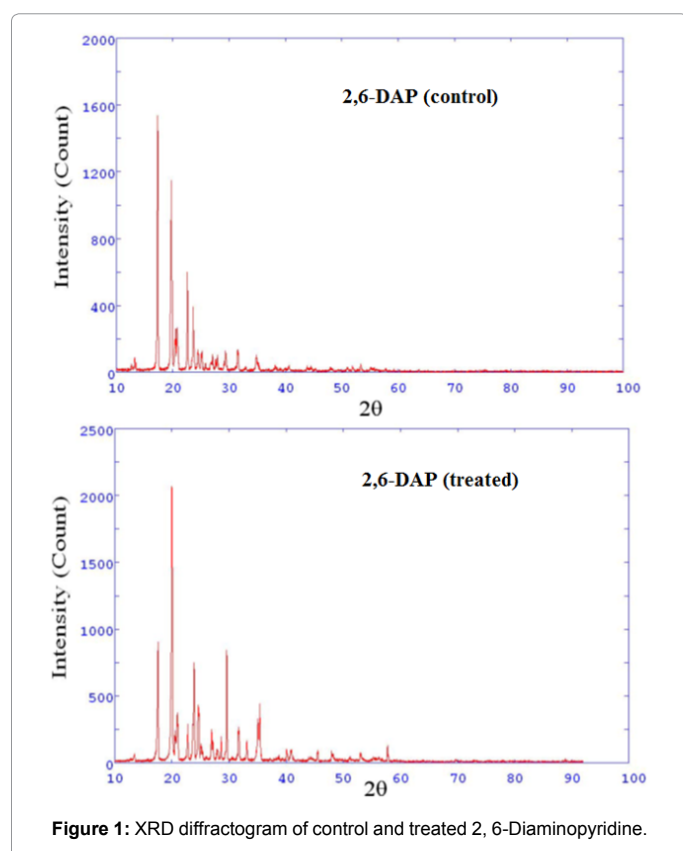 2000
1600
1200
800
400
0
Intensity (Count)
2,6-DAP (control)
10 20 30 40 50 60 70 80 90 100
2θ
2500
2000
1500
1000
500
0
Intensity (Count)
2,6-DAP (treated)
10 20 30 40 50 60 70 80 90 100
2θ
Figure 1: XRD diffractogram of control and treated 2, 6-Diaminopyridine.